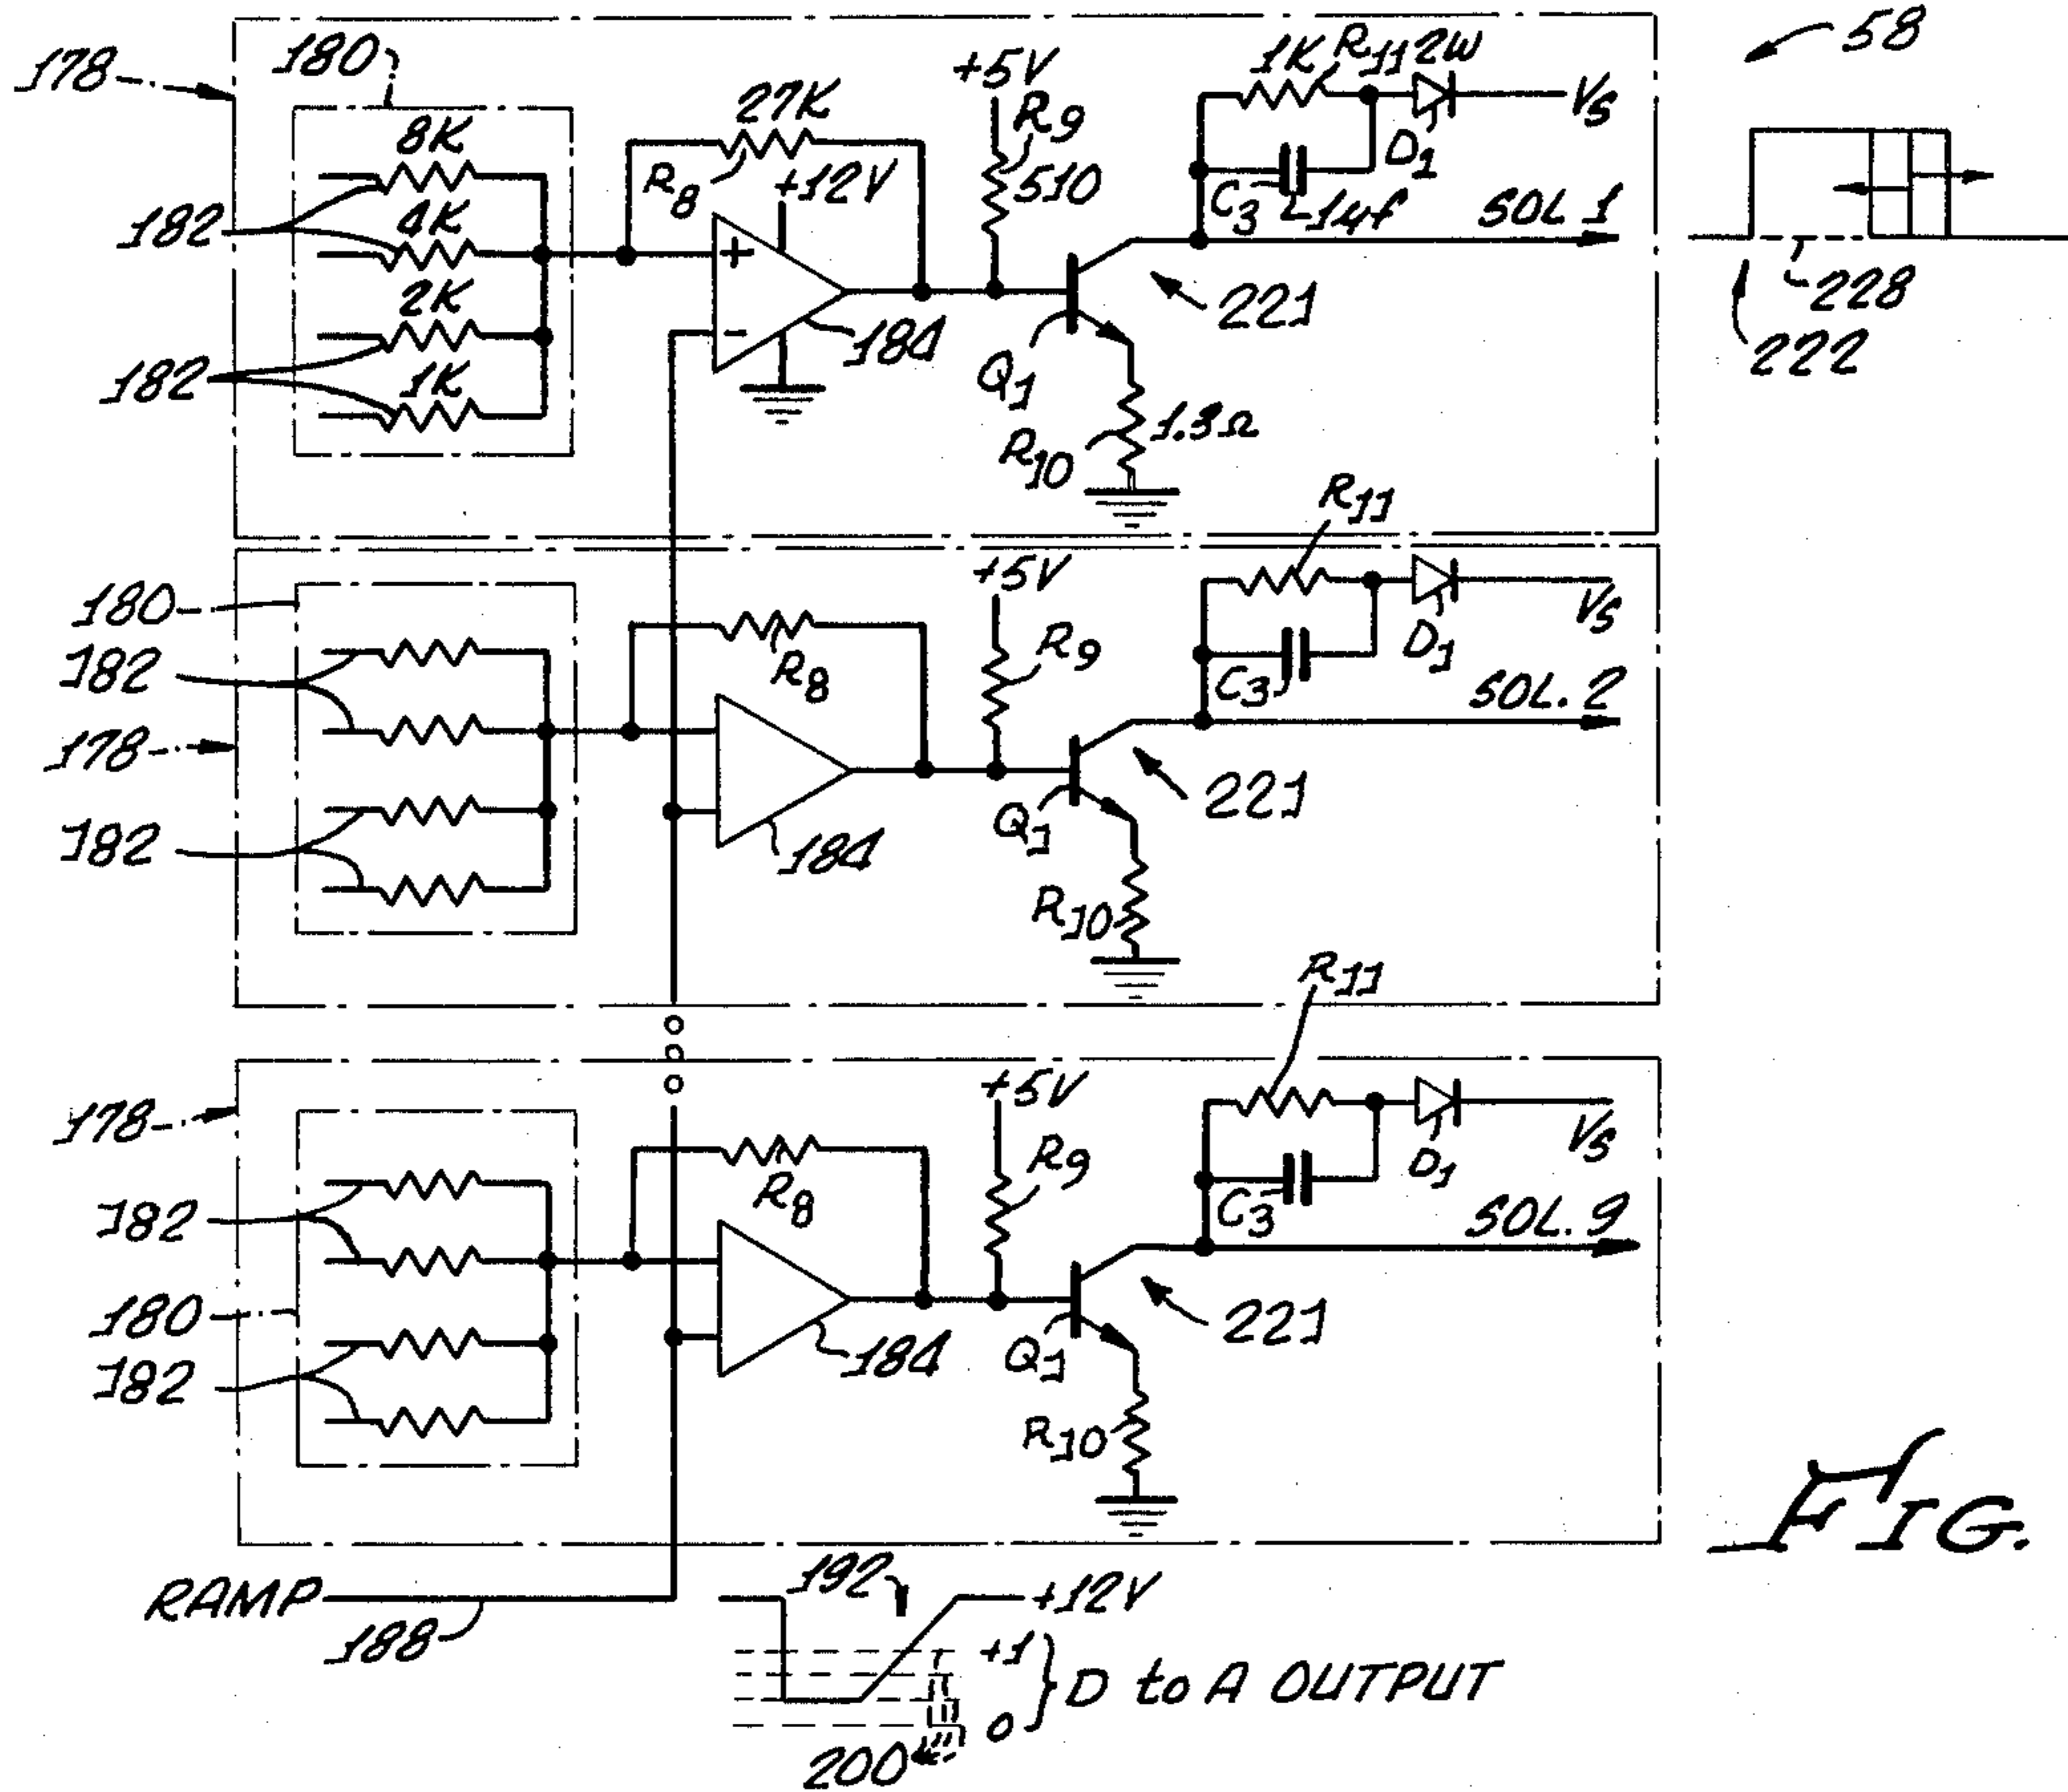 178
180
8K
182
4K
2K
182
1K
27K
R8
+12V
+
-
184
+5V
R9
510
Q1
R10
1.3Ω
1K
R11 2W
D1
VS
C3
1µf
SOL 1
221
58
228
222
180
182
178
182
R8
184
+5V
R9
Q1
R10
R11
D1
VS
C3
SOL. 2
221
178
182
180
182
R8
184
+5V
R9
Q1
R10
R11
D1
VS
C3
SOL. 9
221
RAMP
188
192
+12V
+1
0
D to A OUTPUT
200
FIG.